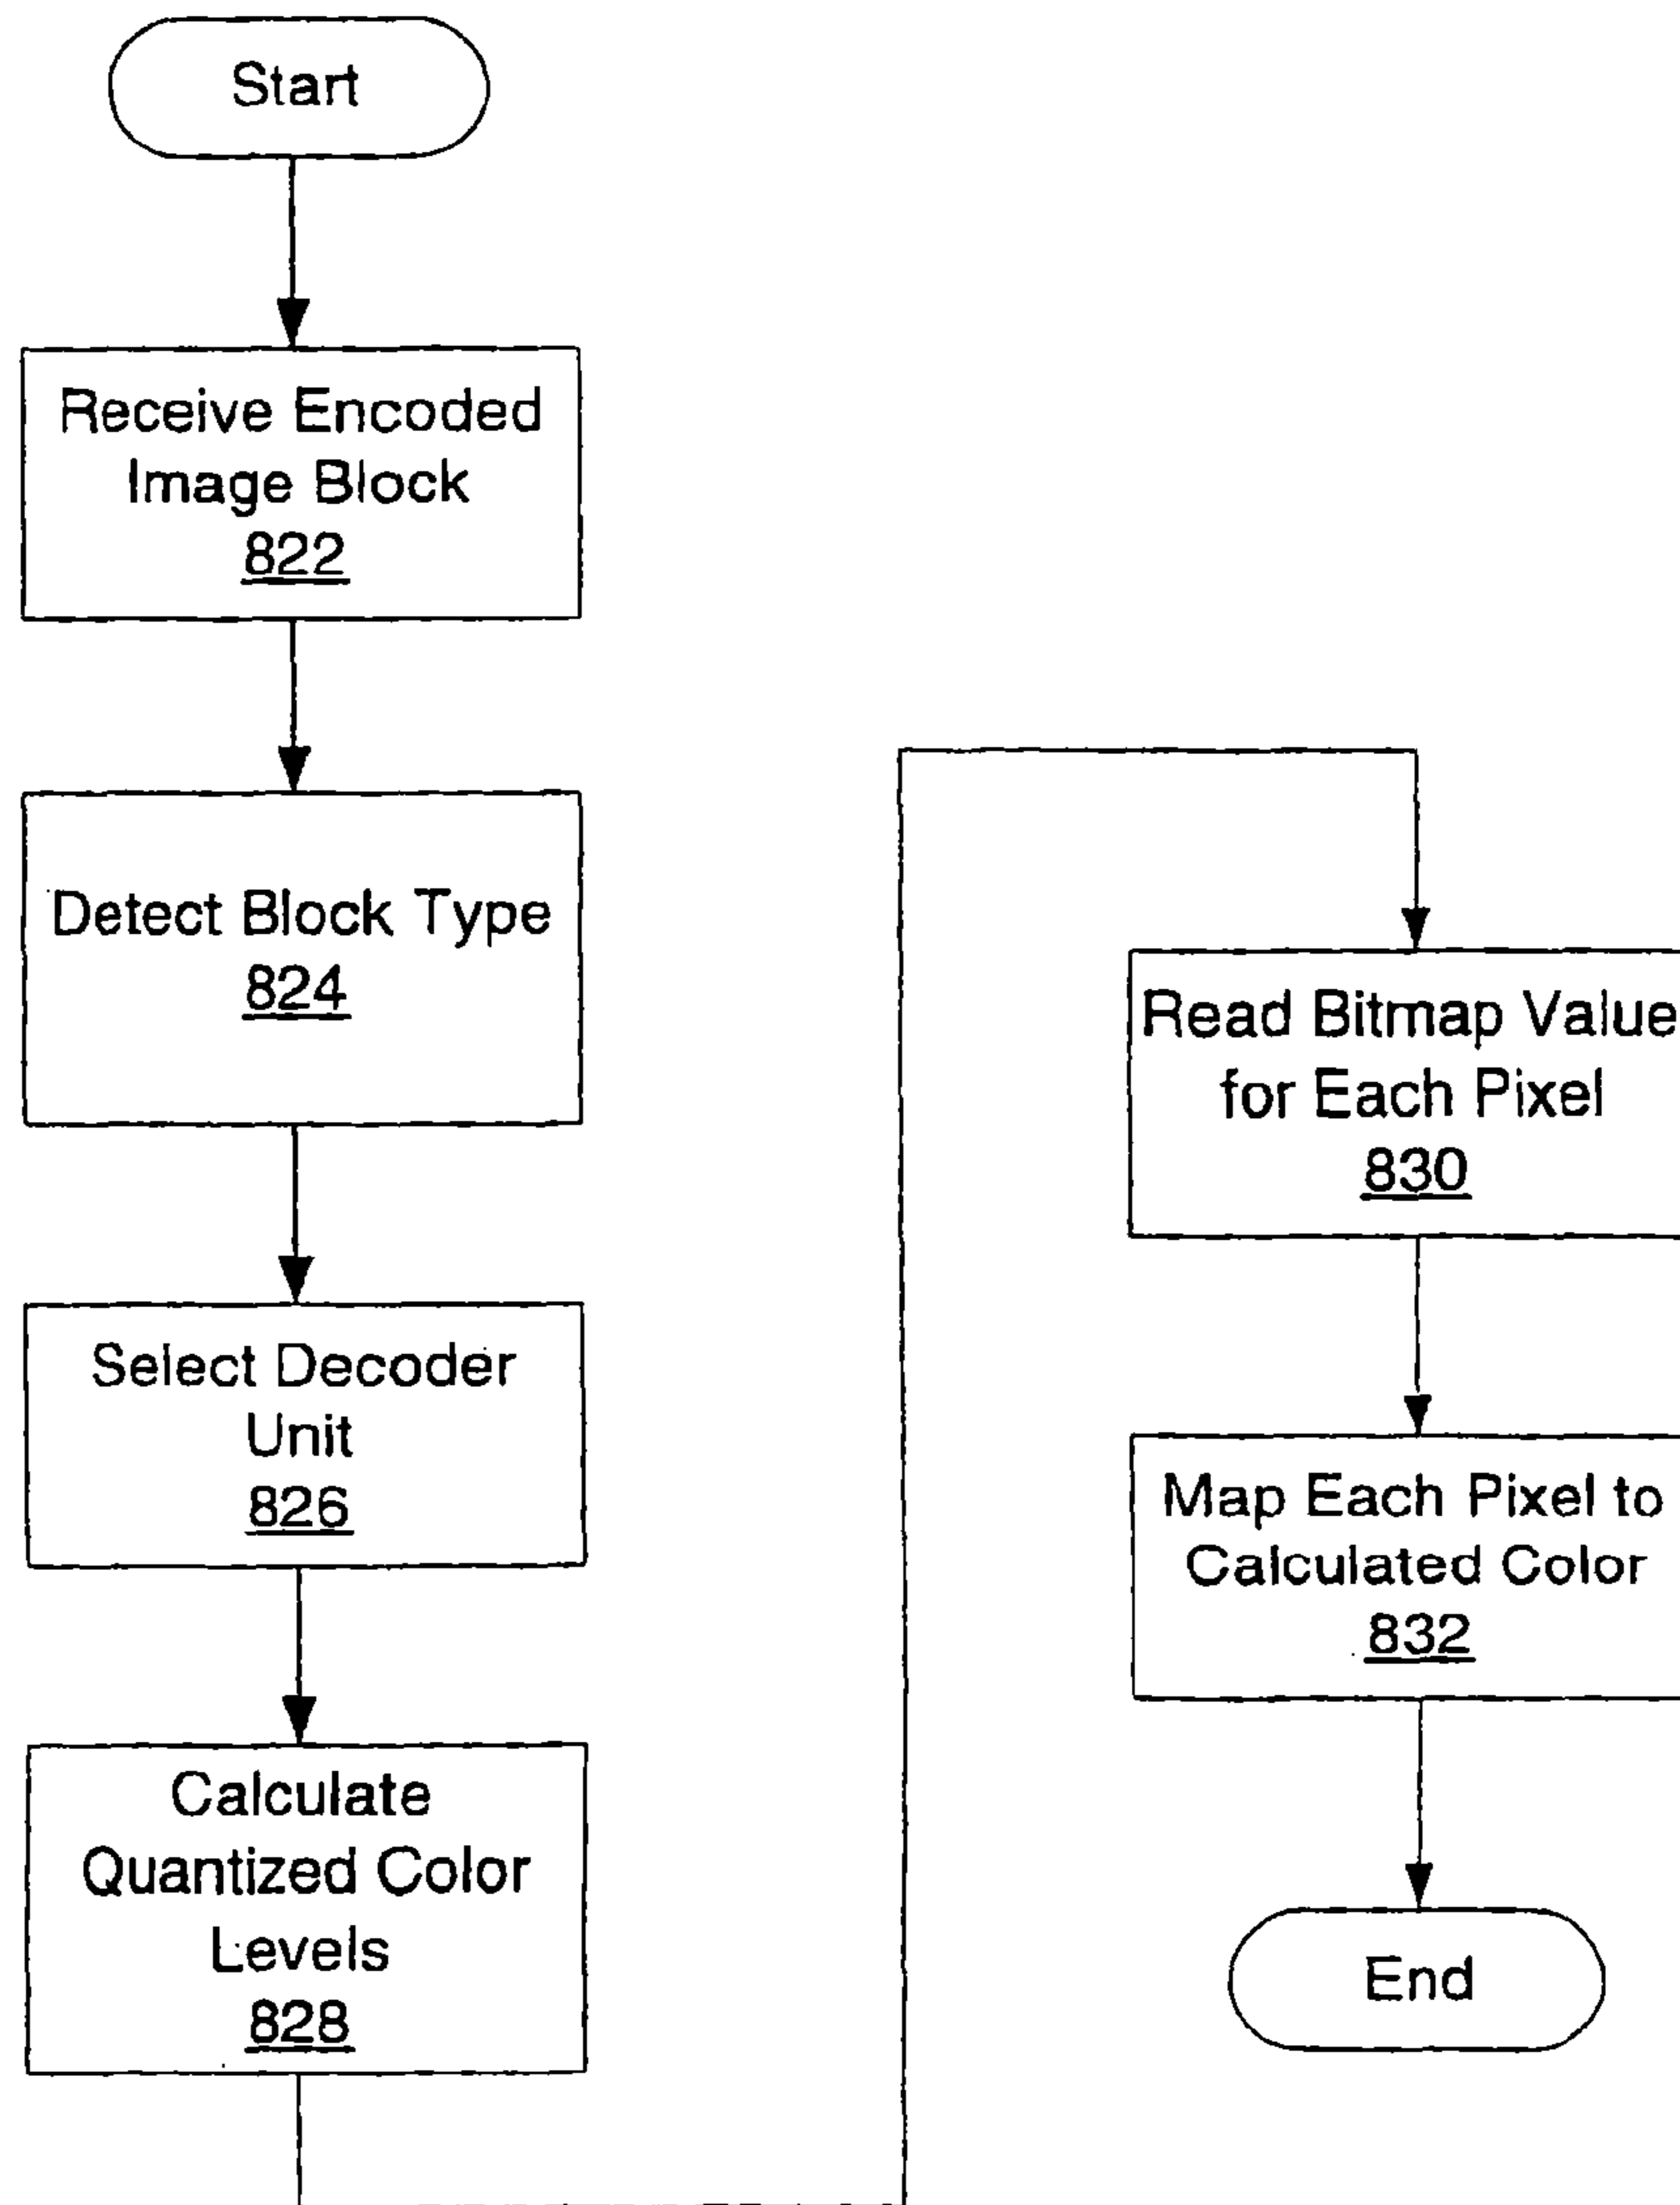 Start
Receive Encoded
Image Block
822
Detect Block Type
824
Select Decoder
Unit
826
Calculate
Quantized Color
Levels
828
Read Bitmap Value
for Each Pixel
830
Map Each Pixel to
Calculated Color
832
End